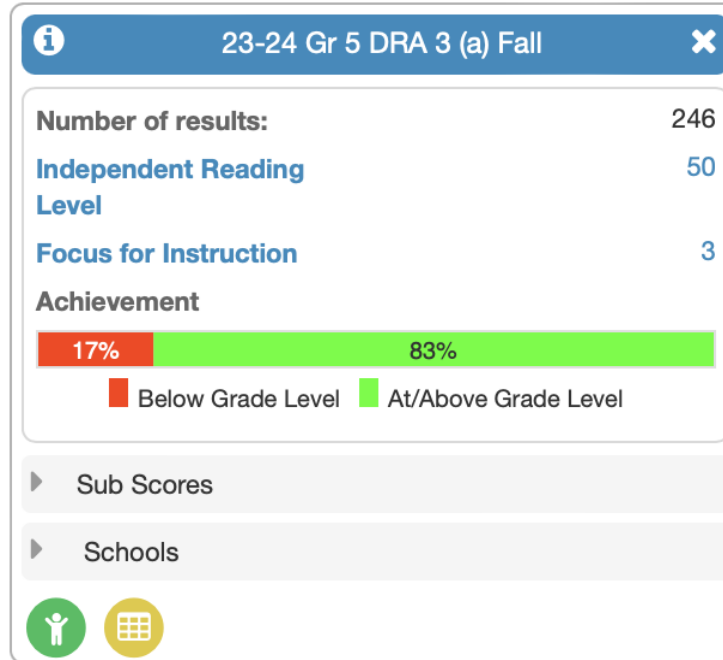 23-24 Gr 5 DRA 3 (a) Fall
Number of results: 246
Independent Reading Level 50
Focus for Instruction 3
Achievement
17% 83%
Below Grade Level At/Above Grade Level
Sub Scores
Schools